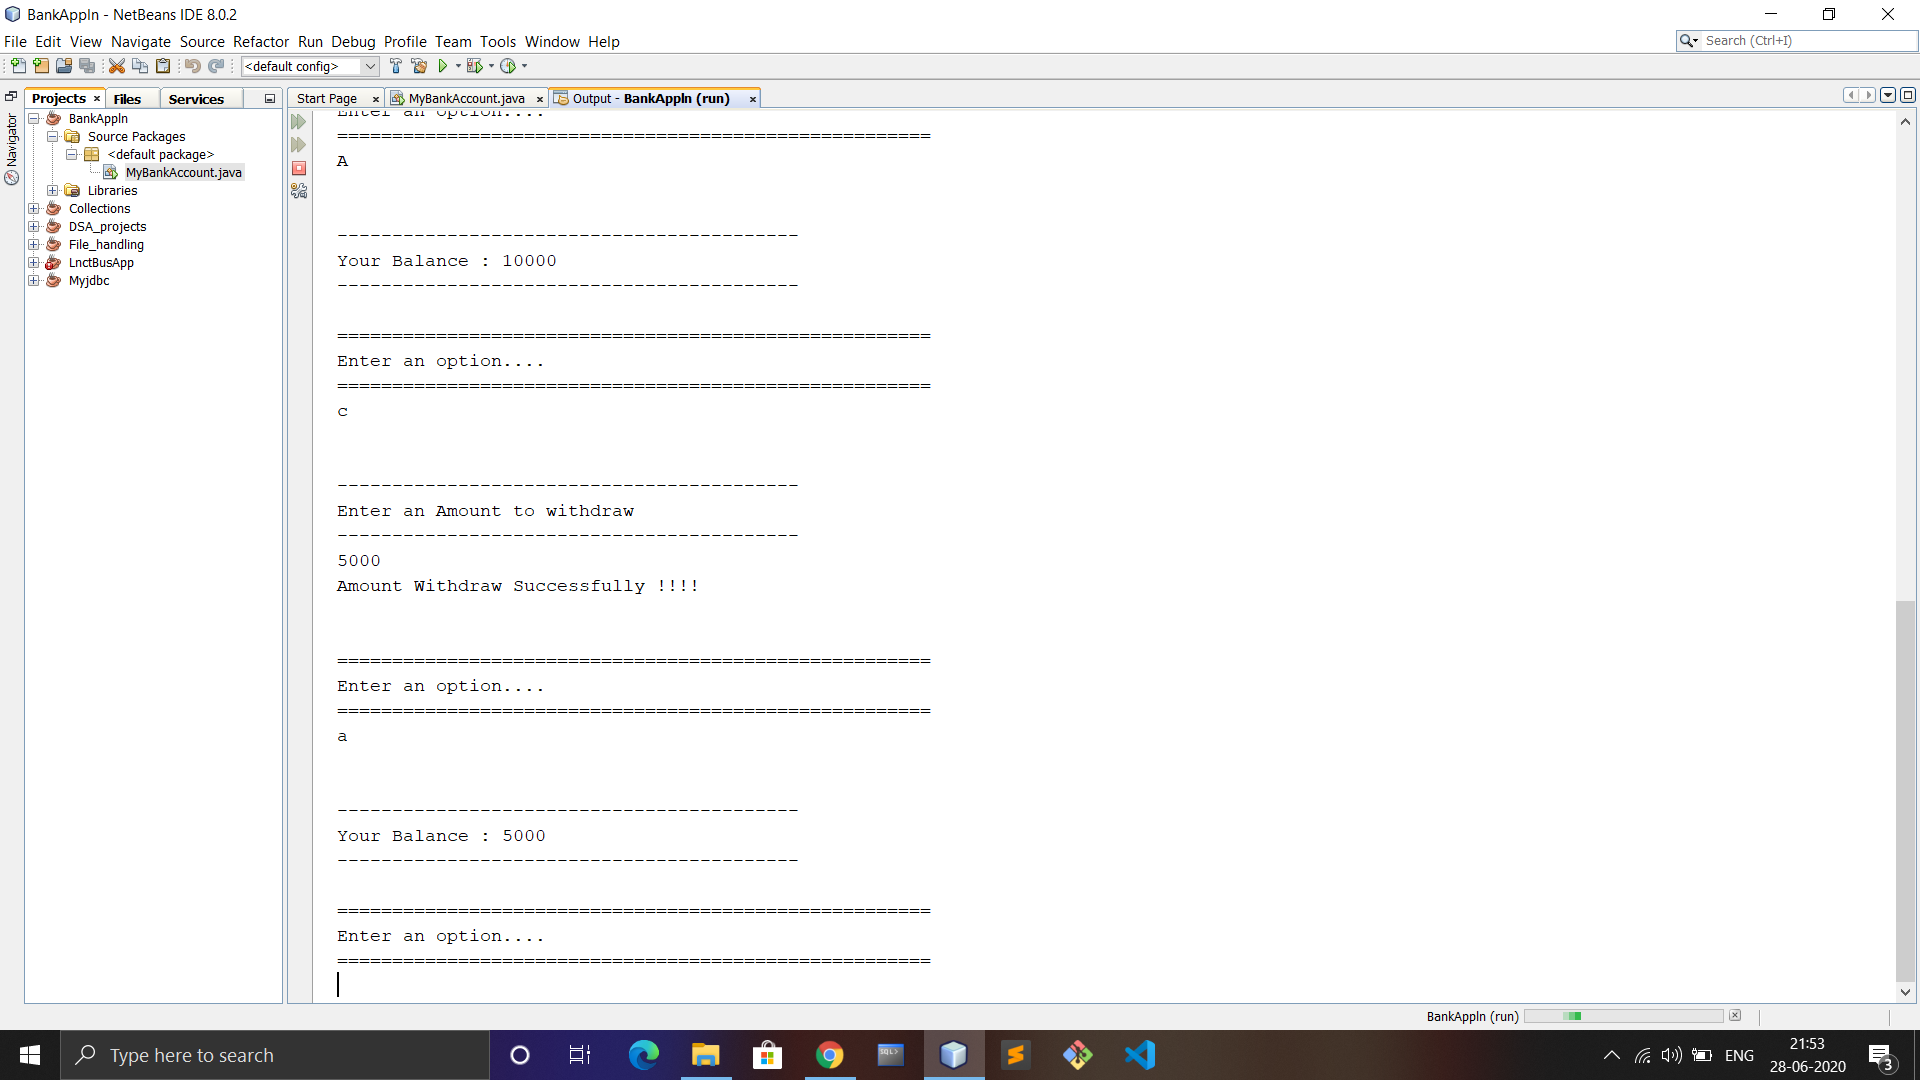 BankAppln - NetBeans IDE 8.0.2
File Edit View Navigate Source Refactor Run Debug Profile Team Tools Window Help
Search (Ctrl+I)
<default config>
Projects Files Services
Start Page MyBankAccount.java Output - BankAppln (run)
Navigator
BankAppln
Source Packages
<default package>
MyBankAccount.java
Libraries
Collections
DSA_projects
File_handling
LnctBusApp
Myjdbc
Enter an option....
======================================================
A
------------------------------------------
Your Balance : 10000
------------------------------------------
======================================================
Enter an option....
======================================================
c
------------------------------------------
Enter an Amount to withdraw
------------------------------------------
5000
Amount Withdraw Successfully !!!!
======================================================
Enter an option....
======================================================
a
------------------------------------------
Your Balance : 5000
------------------------------------------
======================================================
Enter an option....
======================================================
BankAppln (run)
Type here to search
SQL>
ENG
21:53
28-06-2020
3